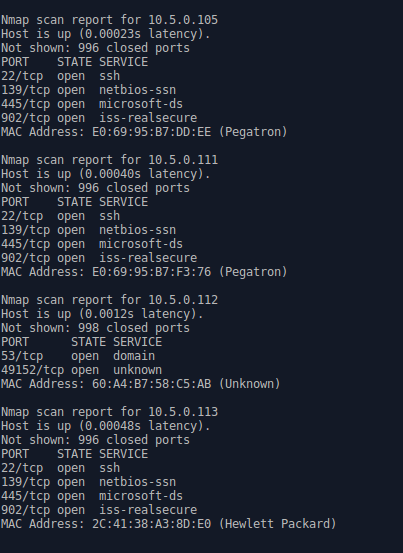 Nmap scan report for 10.5.0.105
Host is up (0.00023s latency).
Not shown: 996 closed ports
PORT    STATE SERVICE
22/tcp  open  ssh
139/tcp open  netbios-ssn
445/tcp open  microsoft-ds
902/tcp open  iss-realsecure
MAC Address: E0:69:95:B7:DD:EE (Pegatron)

Nmap scan report for 10.5.0.111
Host is up (0.00040s latency).
Not shown: 996 closed ports
PORT    STATE SERVICE
22/tcp  open  ssh
139/tcp open  netbios-ssn
445/tcp open  microsoft-ds
902/tcp open  iss-realsecure
MAC Address: E0:69:95:B7:F3:76 (Pegatron)

Nmap scan report for 10.5.0.112
Host is up (0.0012s latency).
Not shown: 998 closed ports
PORT      STATE SERVICE
53/tcp    open  domain
49152/tcp open  unknown
MAC Address: 60:A4:B7:58:C5:AB (Unknown)

Nmap scan report for 10.5.0.113
Host is up (0.00048s latency).
Not shown: 996 closed ports
PORT    STATE SERVICE
22/tcp  open  ssh
139/tcp open  netbios-ssn
445/tcp open  microsoft-ds
902/tcp open  iss-realsecure
MAC Address: 2C:41:38:A3:8D:E0 (Hewlett Packard)